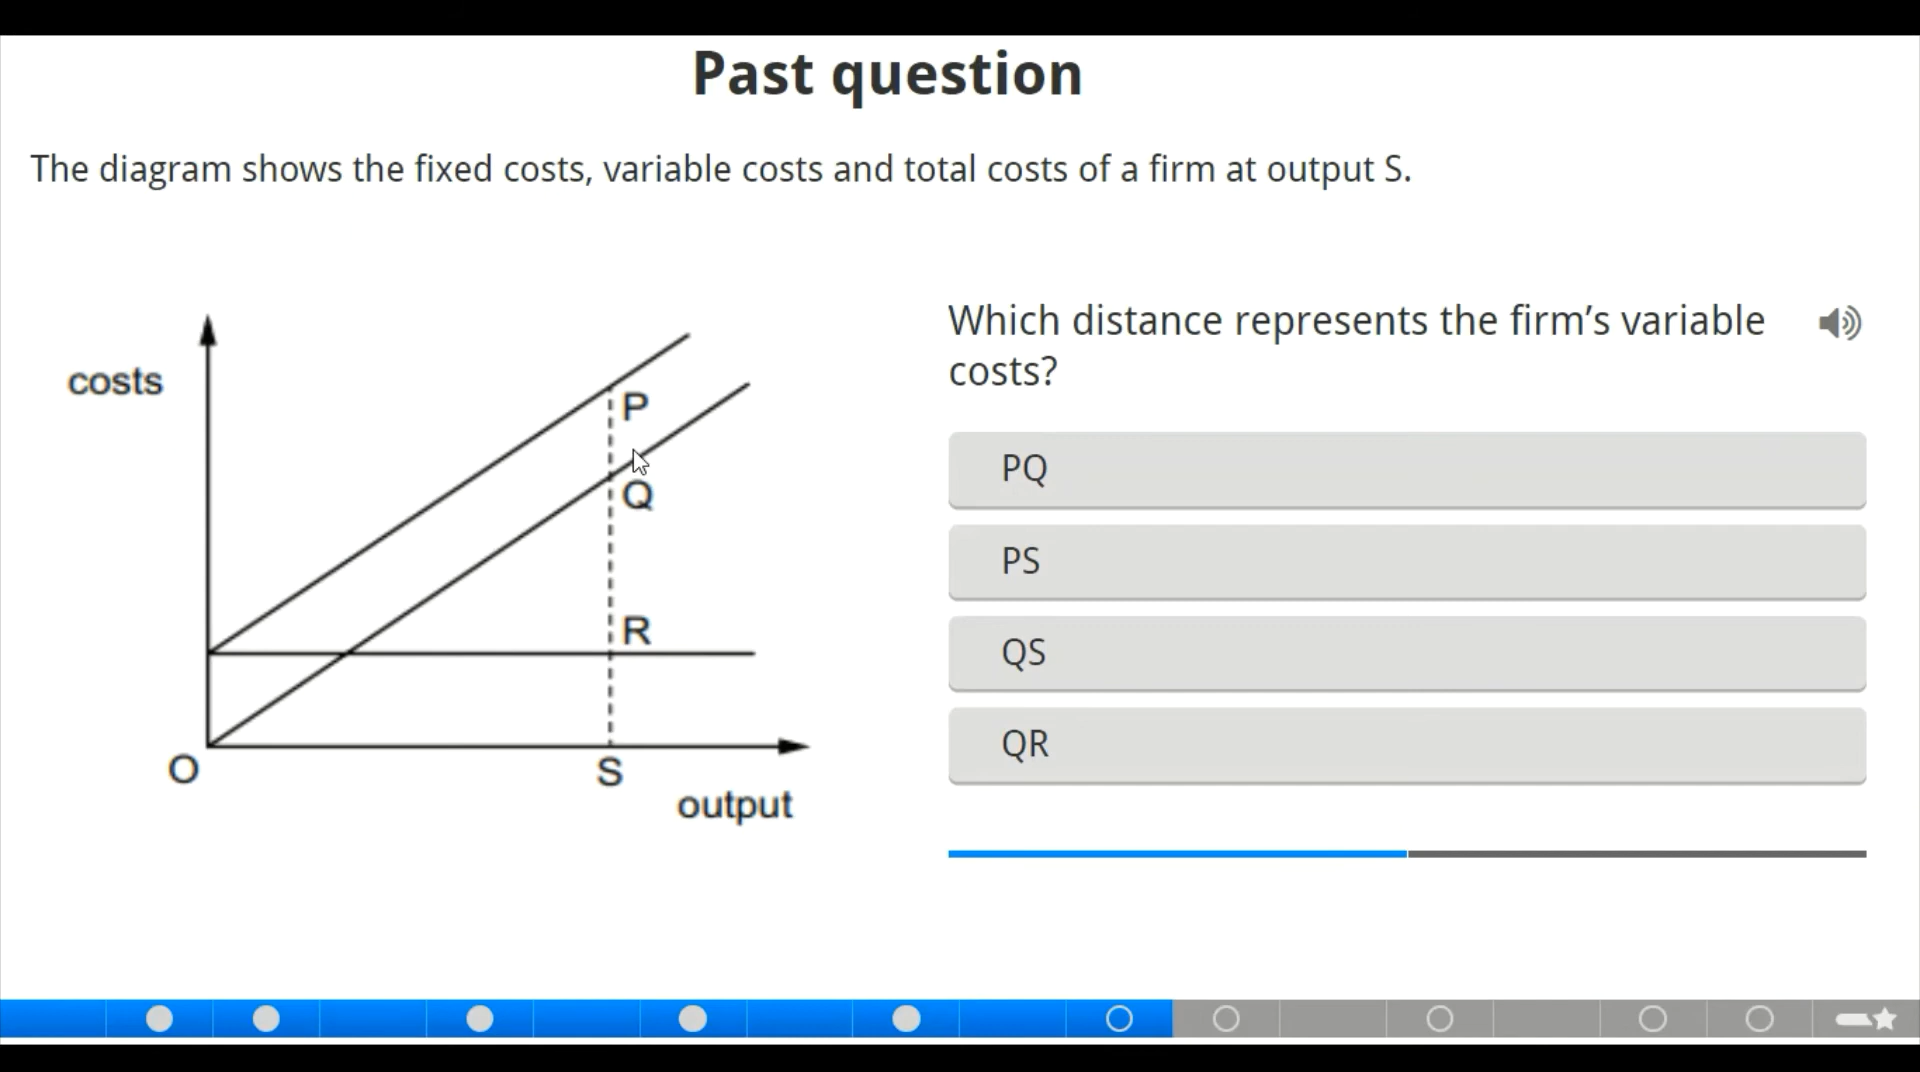 Past question
The diagram shows the fixed costs, variable costs and total costs of a firm at output S.
costs
P
Q
R
O
S
output
Which distance represents the firm’s variable
costs?
PQ
PS
QS
QR